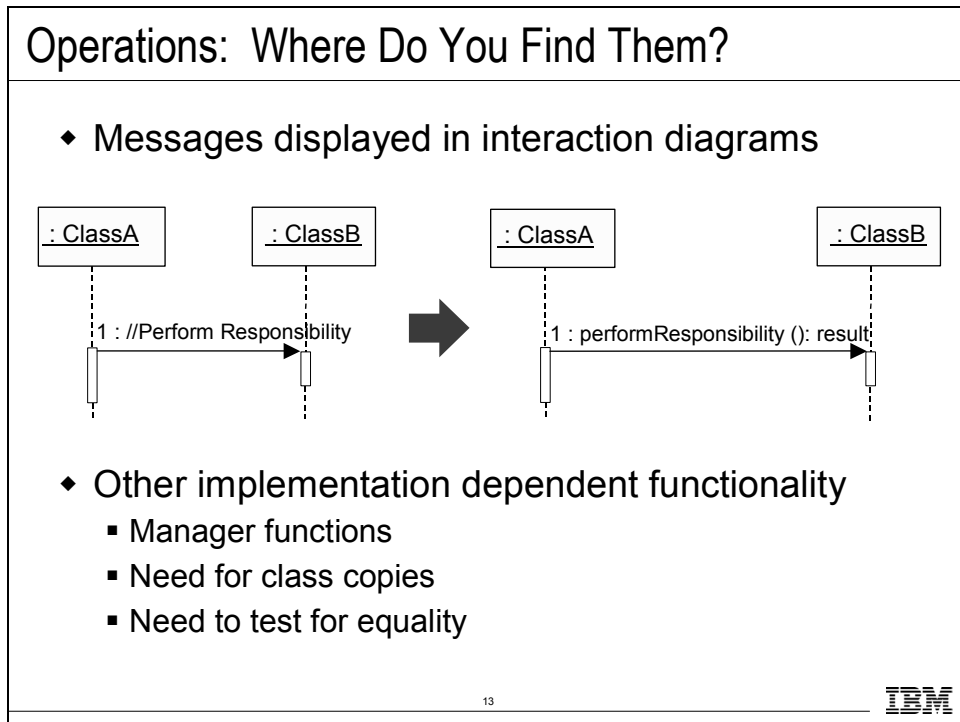 Operations: Where Do You Find Them?
◆ Messages displayed in interaction diagrams
: ClassA
: ClassB
1 : //Perform Responsibility
: ClassA
: ClassB
1 : performResponsibility (): result
◆ Other implementation dependent functionality
▪ Manager functions
▪ Need for class copies
▪ Need to test for equality
13
IBM